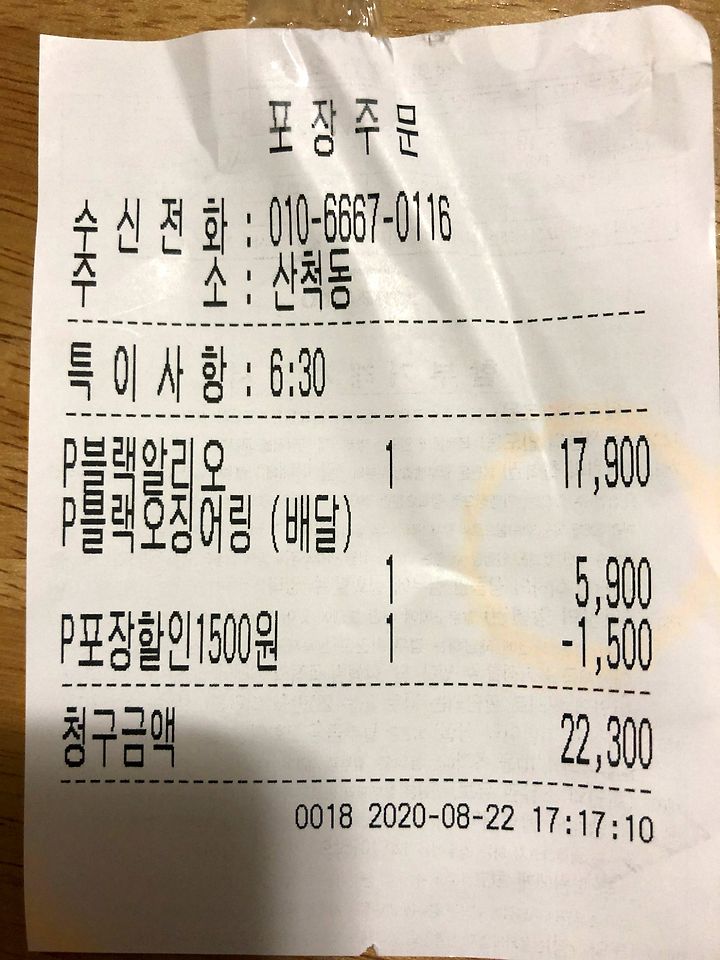 포장주문
수신전화 : 010-6667-0116
주 소 : 산척동
특이사항 : 6:30
P블랙알리오 1 17,900
P블랙오징어링 (배달)
1 5,900
P포장할인1500원 1 -1,500
청구금액 22,300
0018 2020-08-22 17:17:10